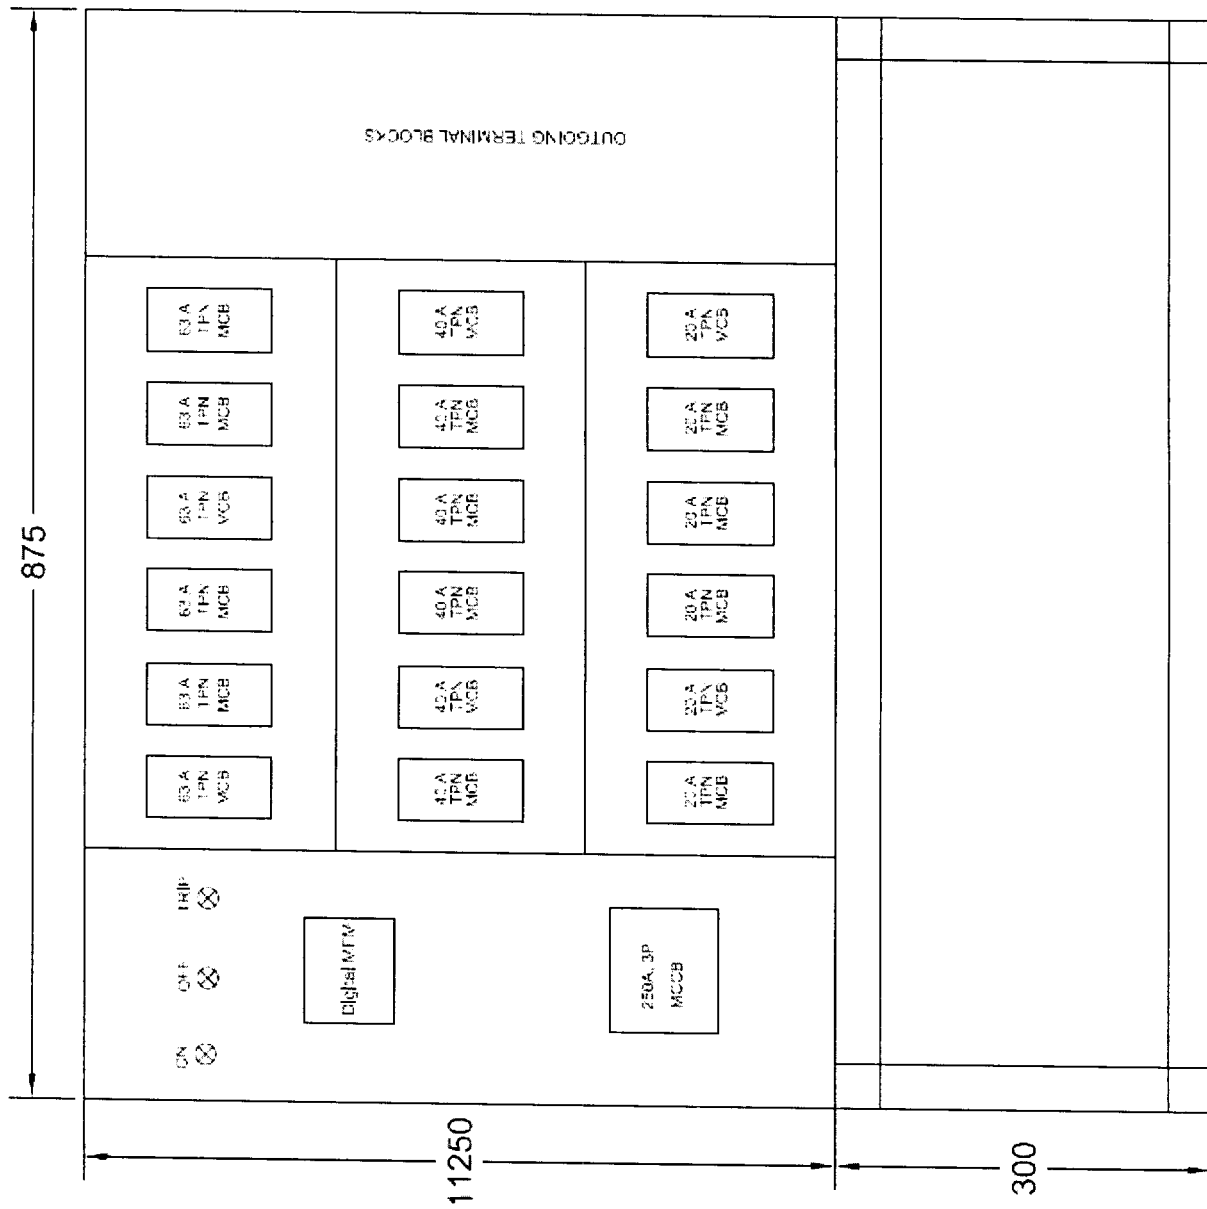 875
OUTGOING TERMINAL BLOCKS
63 A
TPN
MCB
63 A
TPN
MCB
63 A
TPN
MCB
63 A
TPN
MCB
63 A
TPN
MCB
63 A
TPN
MCB
40 A
TPN
MCB
40 A
TPN
MCB
40 A
TPN
MCB
40 A
TPN
MCB
40 A
TPN
MCB
40 A
TPN
MCB
20 A
TPN
MCB
20 A
TPN
MCB
20 A
TPN
MCB
20 A
TPN
MCB
20 A
TPN
MCB
20 A
TPN
MCB
ON
OFF
TRIP
Digital MFM
250A, 3P
MCCB
11250
300